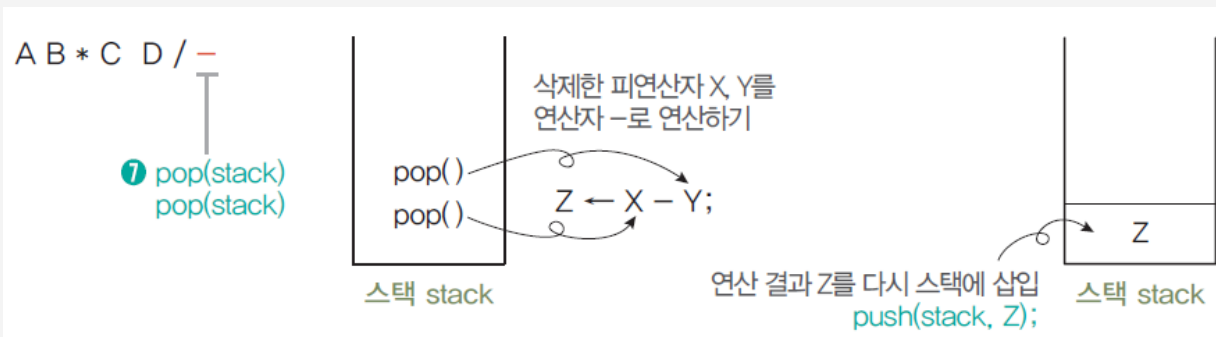 A B * C D / −
삭제한 피연산자 X, Y를
연산자 −로 연산하기
❼ pop(stack)
pop(stack)
pop()
pop()
Z ← X − Y;
Z
연산 결과 Z를 다시 스택에 삽입
push(stack, Z);
스택 stack
스택 stack